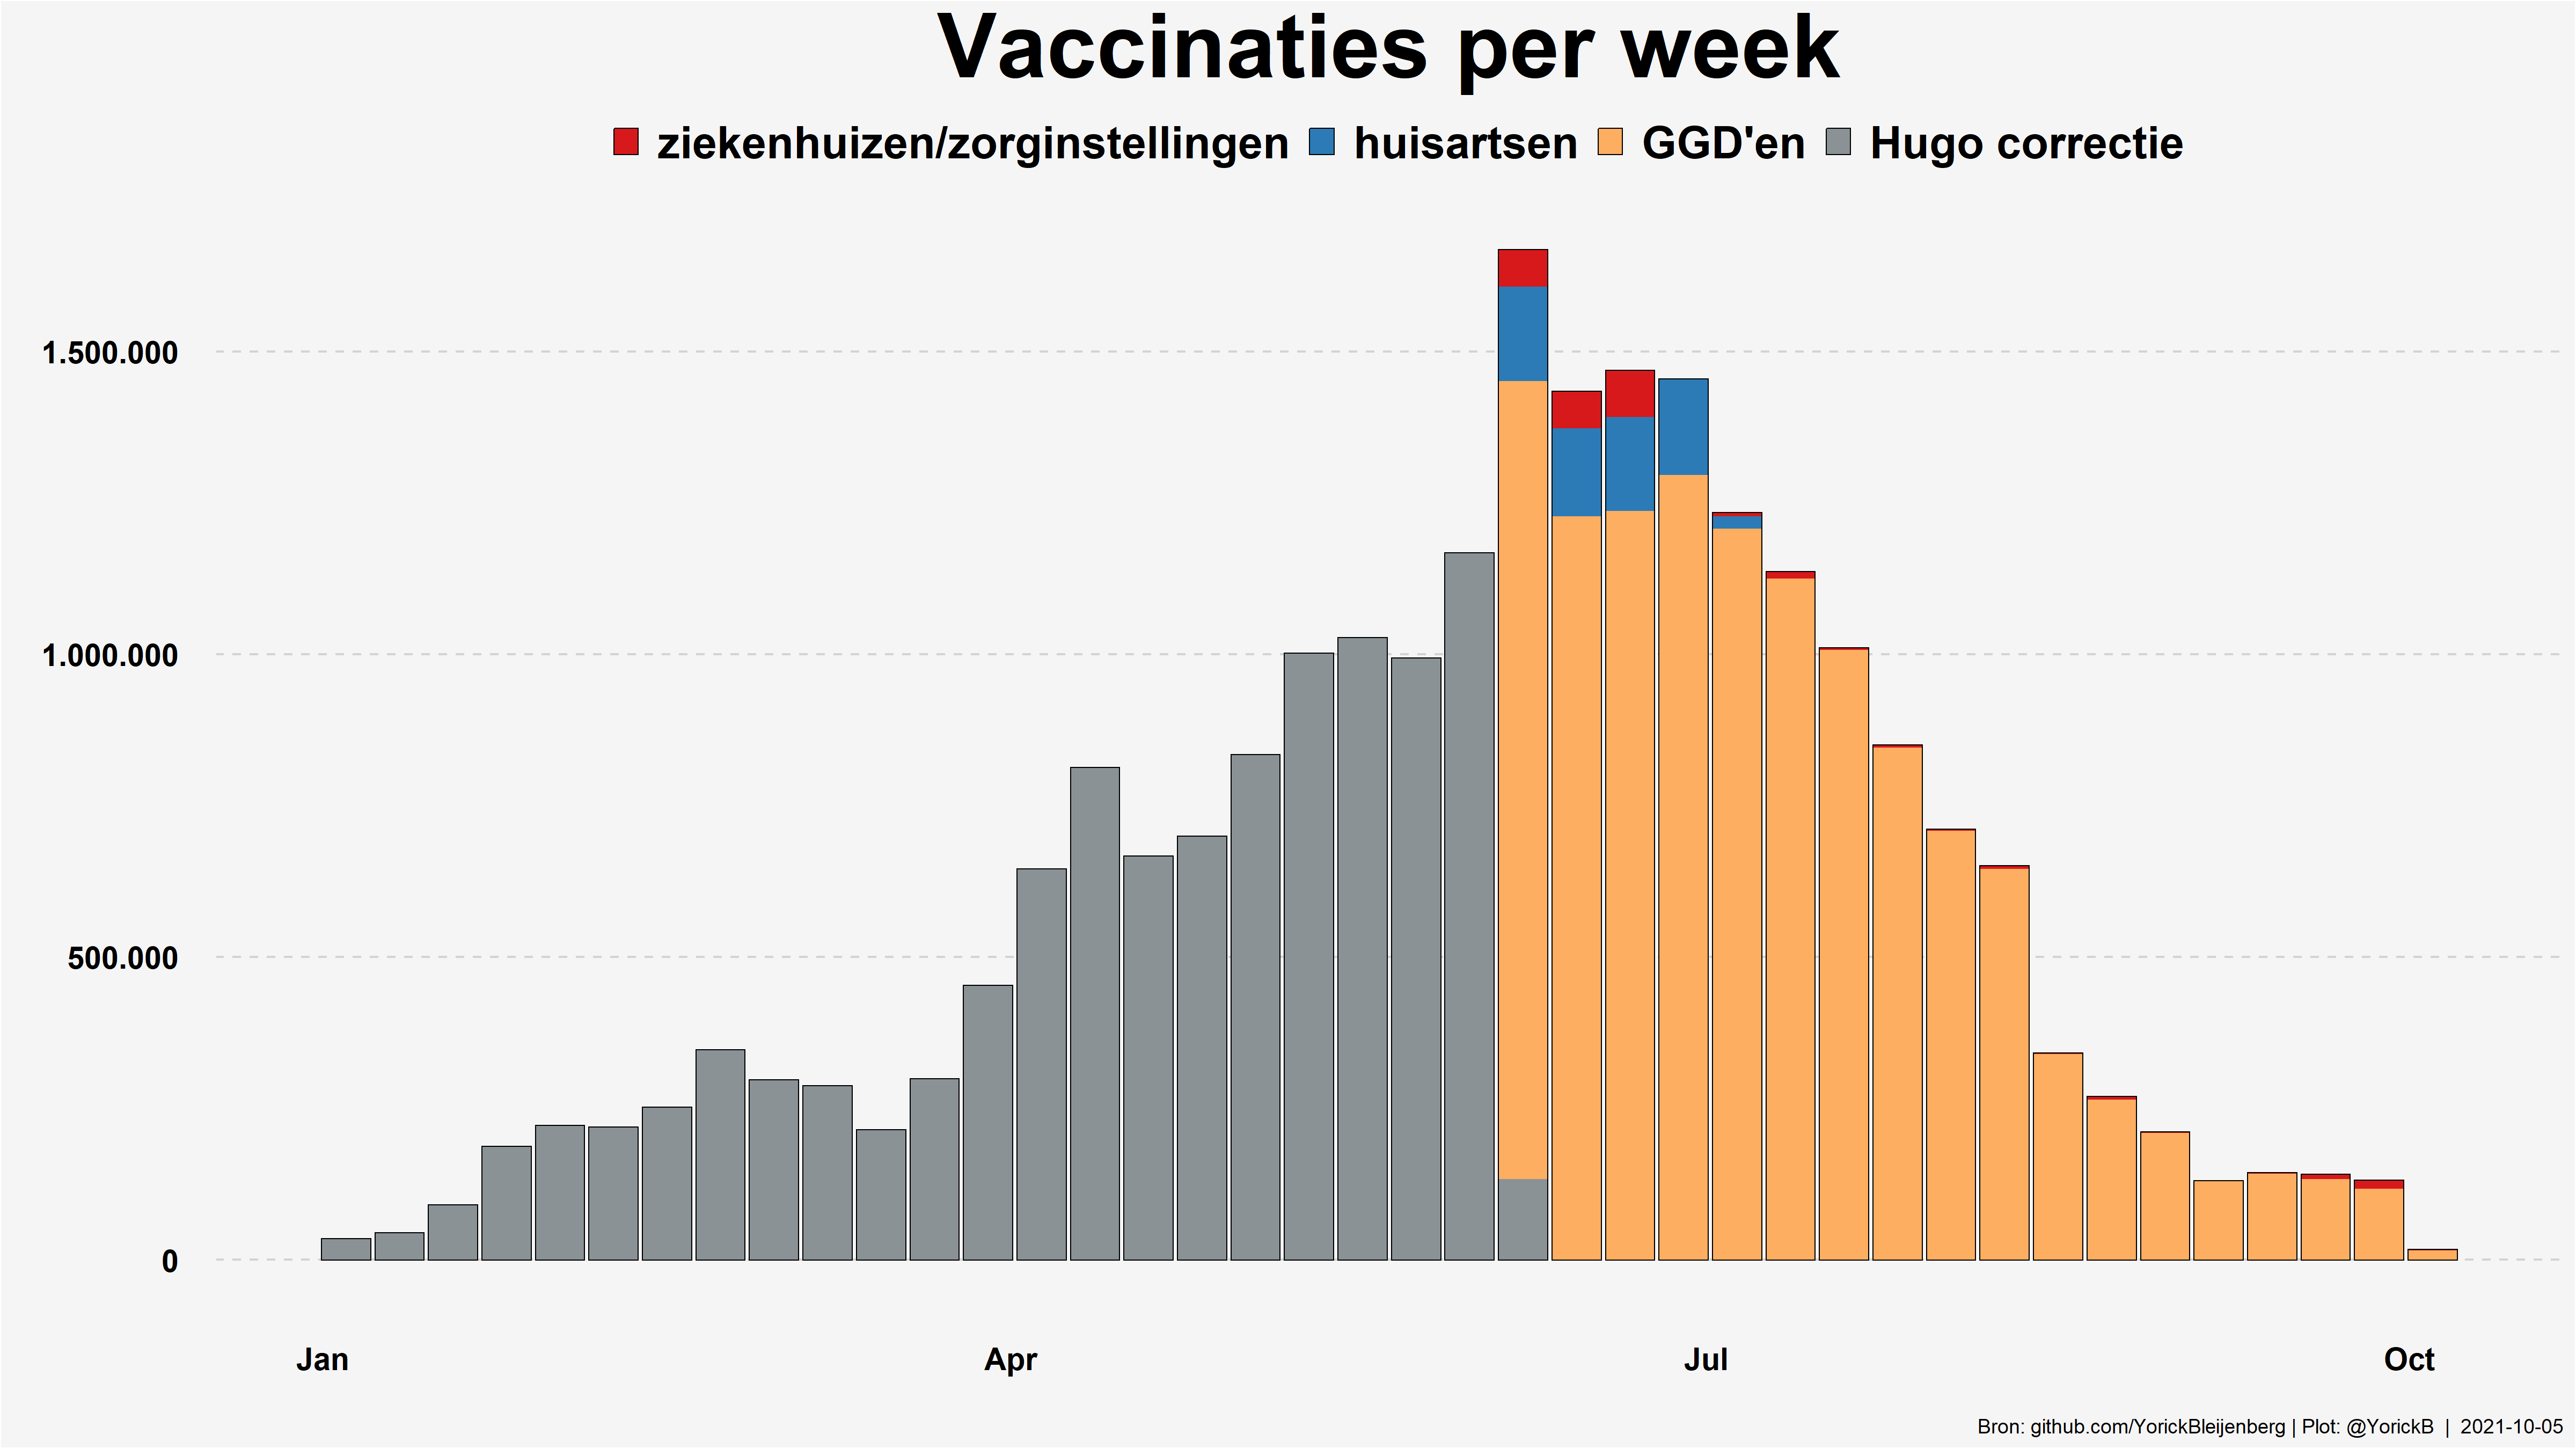 Vaccinaties per week
ziekenhuizen/zorginstellingen huisartsen GGD'en Hugo correctie
1.500.000
1.000.000
500.000
0
Jan Apr Jul Oct
Bron: github.com/YorickBleijenberg | Plot: @YorickB | 2021-10-05